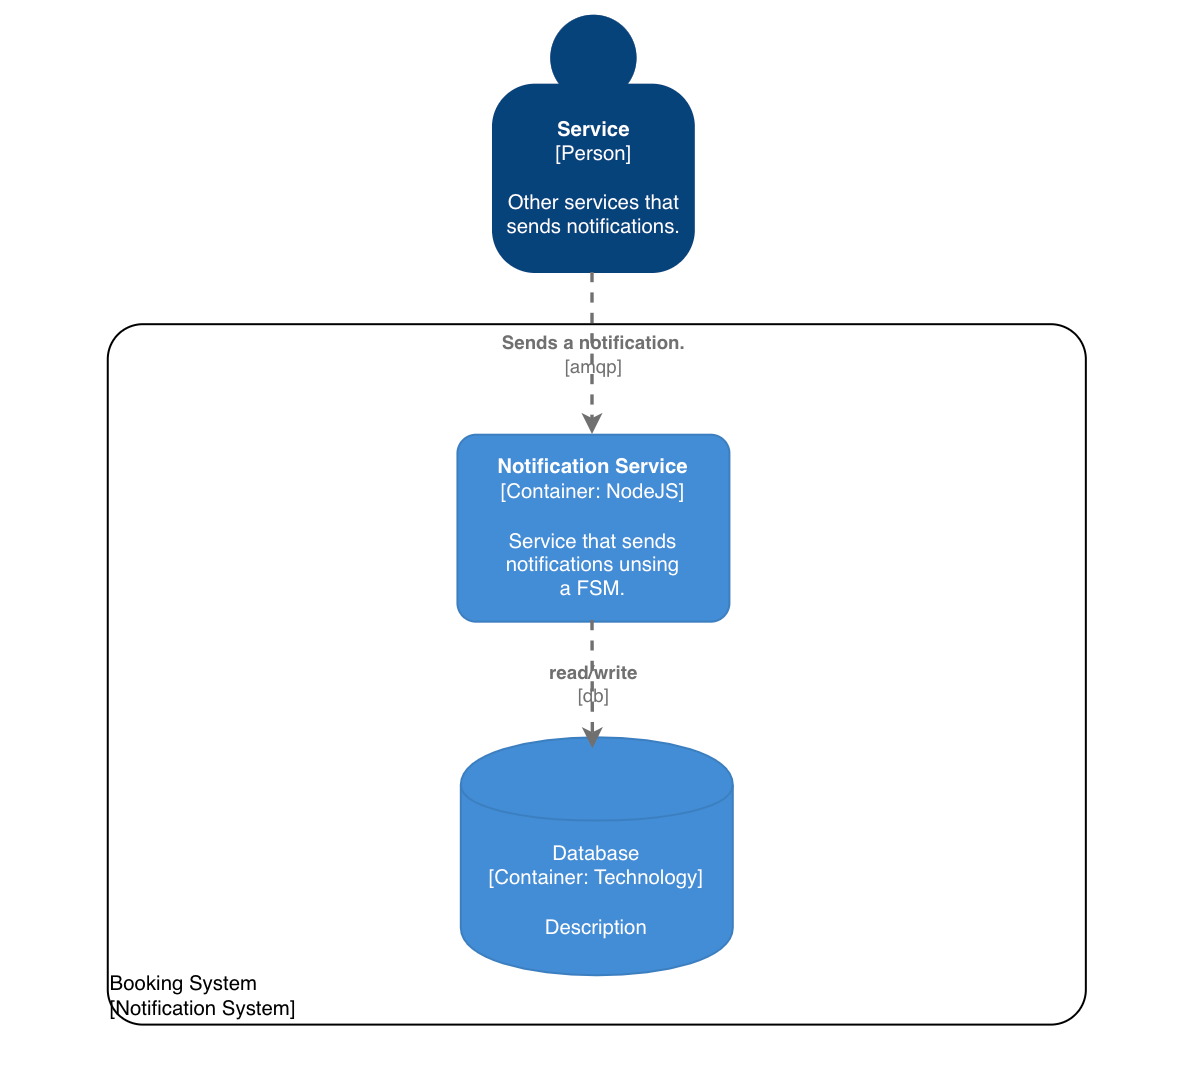 Service
[Person]
Other services that
sends notifications.
Sends a notification.
[amqp]
Notification Service
[Container: NodeJS]
Service that sends
notifications unsing
a FSM.
read/write
[db]
Database
[Container: Technology]
Description
Booking System
[Notification System]